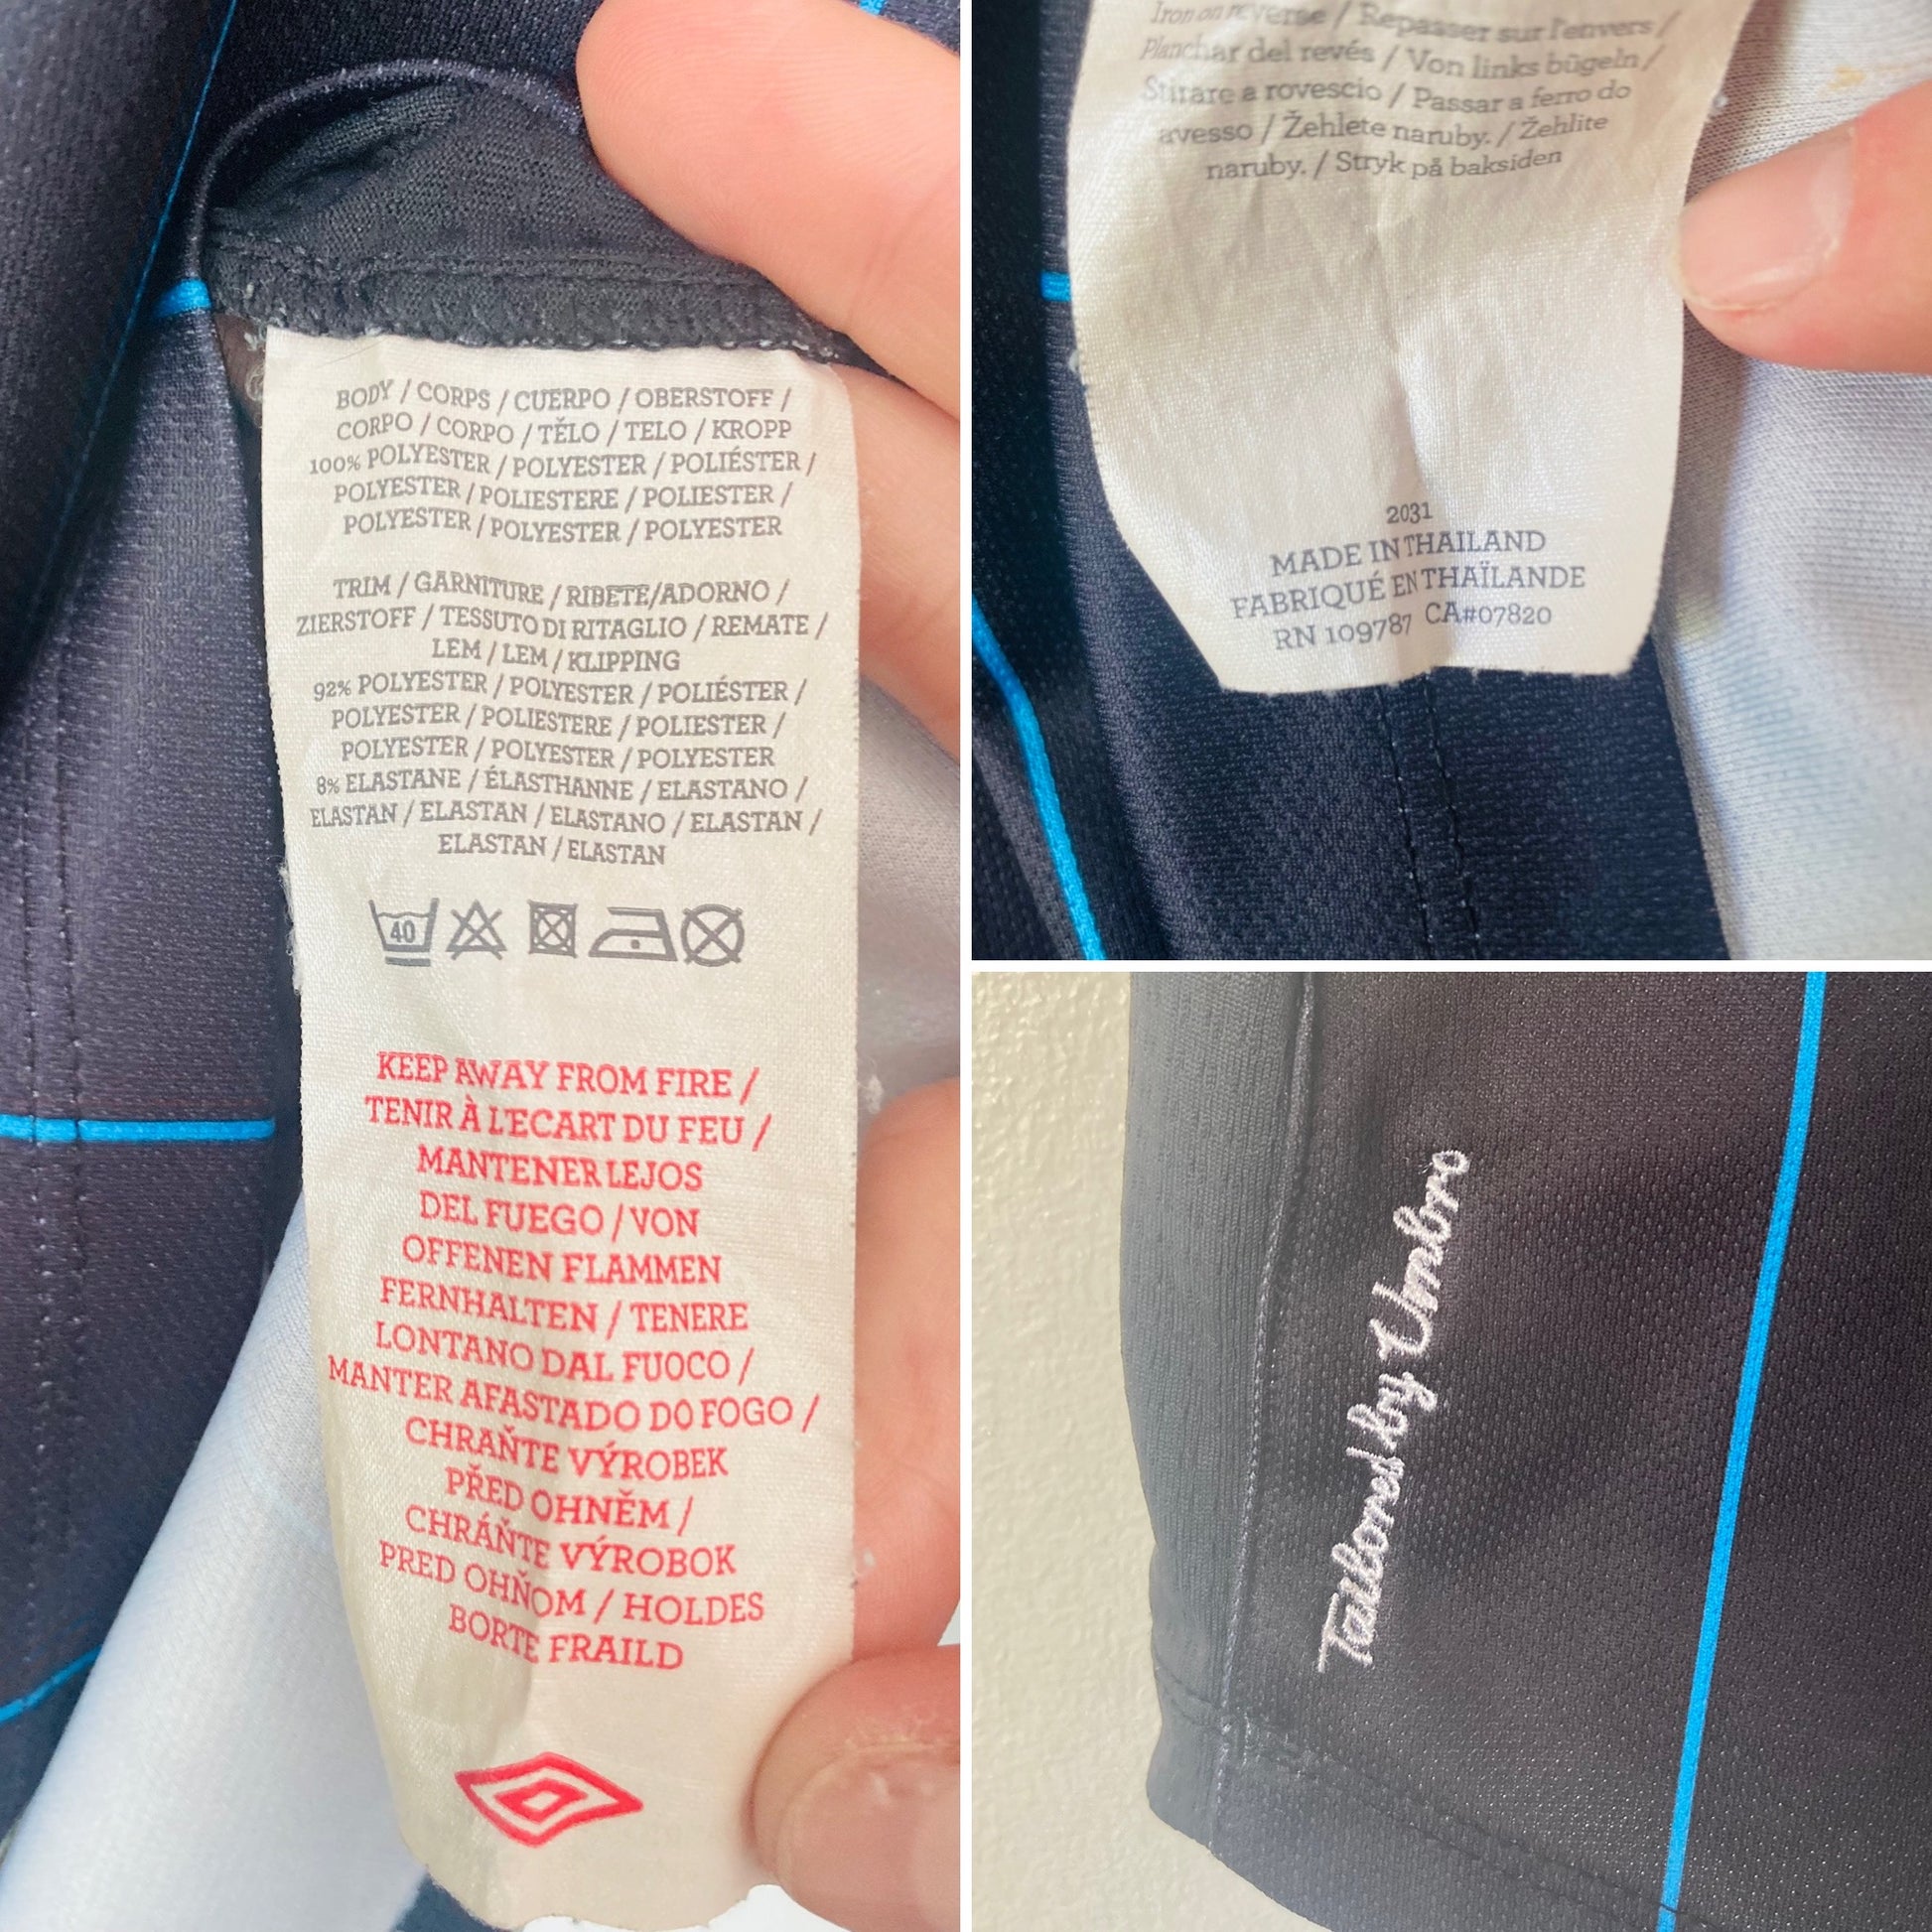 BODY / CORPS / CUERPO / OBERSTOFF /
CORPO / CORPO / TĚLO / TELO / KROPP
100% POLYESTER / POLYESTER / POLIÉSTER /
POLYESTER / POLIESTERE / POLIESTER /
POLYESTER / POLYESTER / POLYESTER
TRIM / GARNITURE / RIBETE/ADORNO /
ZIERSTOFF / TESSUTO DI RITAGLIO / REMATE /
LEM / LEM / KLIPPING
92% POLYESTER / POLYESTER / POLIÉSTER /
POLYESTER / POLIESTERE / POLIESTER /
POLYESTER / POLYESTER / POLYESTER
8% ELASTANE / ÉLASTHANNE / ELASTANO /
ELASTAN / ELASTAN / ELASTANO / ELASTAN /
ELASTAN / ELASTAN
40
KEEP AWAY FROM FIRE /
TENIR À L'ECART DU FEU /
MANTENER LEJOS
DEL FUEGO / VON
OFFENEN FLAMMEN
FERNHALTEN / TENERE
LONTANO DAL FUOCO /
MANTER AFASTADO DO FOGO /
CHRAŇTE VÝROBEK
PŘED OHNĚM /
CHRÁŇTE VÝROBOK
PRED OHŇOM / HOLDES
BORTE FRAILD
Iron on reverse / Repasser sur l'envers /
Planchar del revés / Von links bügeln /
Stirare a rovescio / Passar a ferro do
avesso / Žehlete naruby. / Žehlite
naruby. / Stryk på baksiden
2031
MADE IN THAILAND
FABRIQUÉ EN THAÏLANDE
RN 109787 CA#07820
Tailored by Umbro